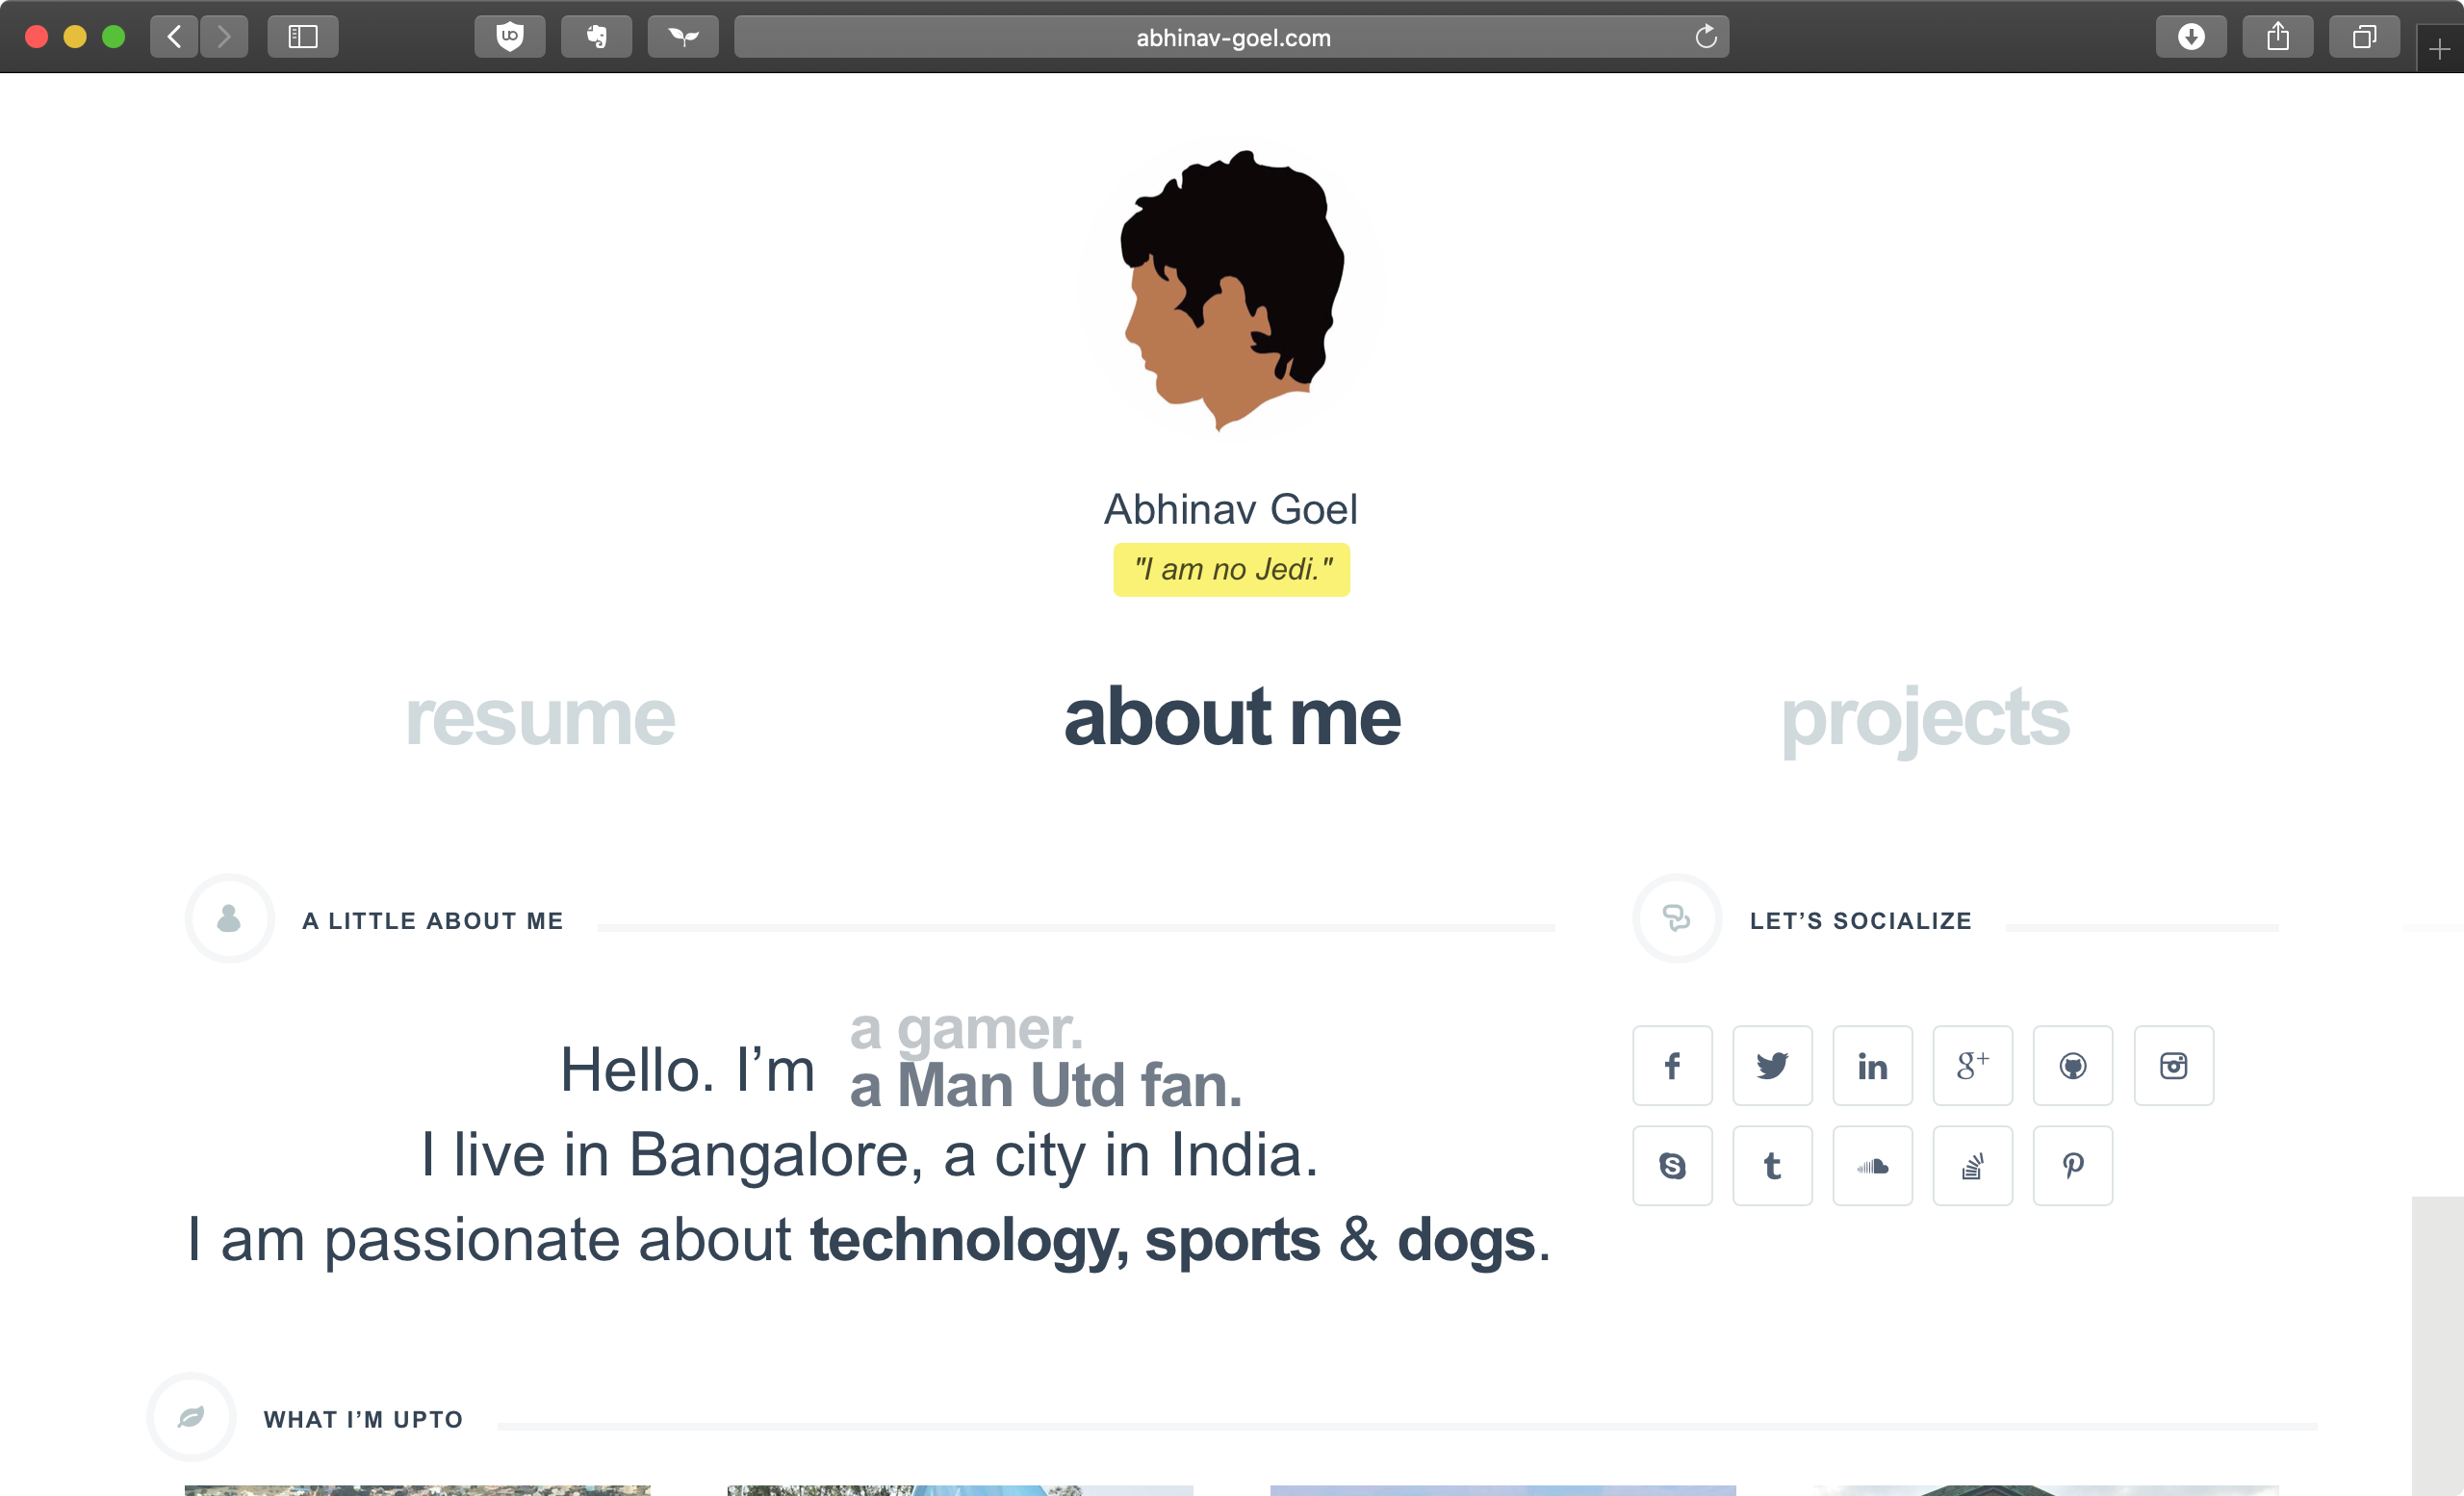 abhinav-goel.com
Abhinav Goel
"I am no Jedi."
resume
about me
projects
A LITTLE ABOUT ME
Hello. I’m
a gamer.
a Man Utd fan.
I live in Bangalore, a city in India.
I am passionate about technology, sports & dogs.
LET’S SOCIALIZE
WHAT I’M UPTO